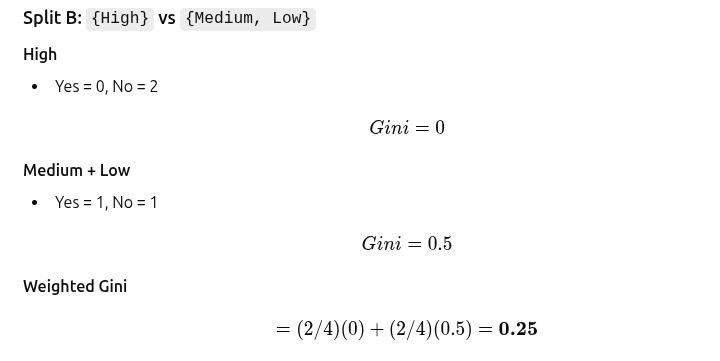 Split B: {High} vs {Medium, Low}
High
• Yes = 0, No = 2
Gini = 0
Medium + Low
• Yes = 1, No = 1
Gini = 0.5
Weighted Gini
= (2/4)(0) + (2/4)(0.5) = 0.25